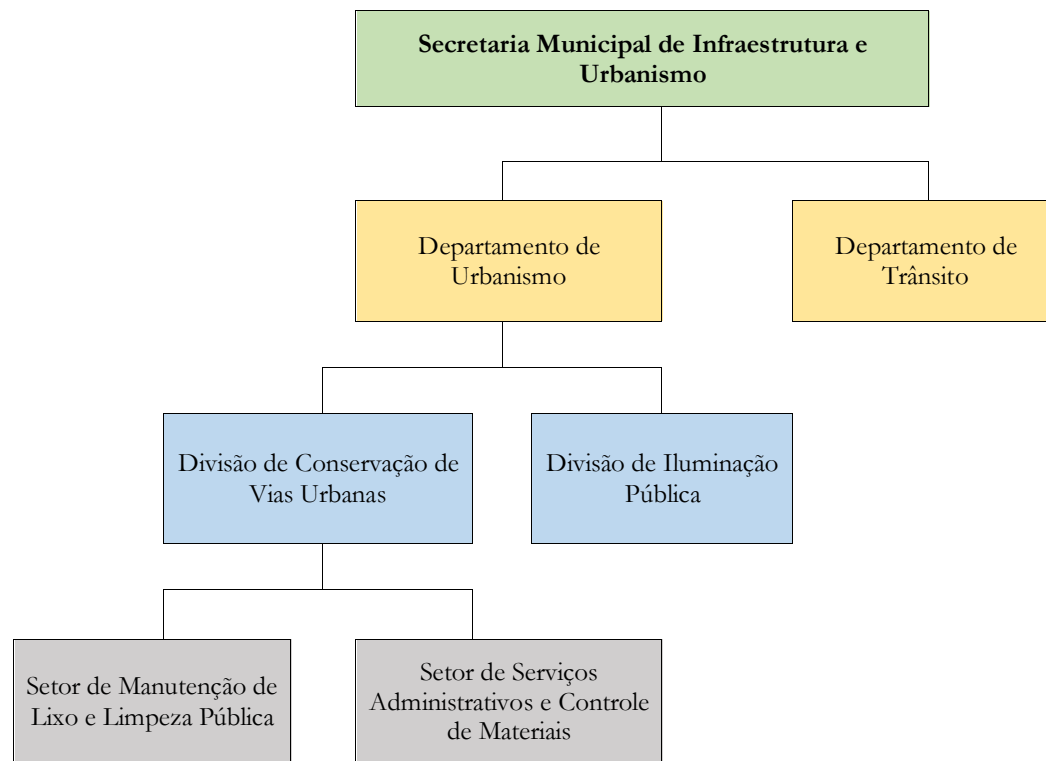 Secretaria Municipal de Infraestrutura e
Urbanismo
Departamento de
Urbanismo
Departamento de
Trânsito
Divisão de Conservação de
Vias Urbanas
Divisão de Iluminação
Pública
Setor de Manutenção de
Lixo e Limpeza Pública
Setor de Serviços
Administrativos e Controle
de Materiais